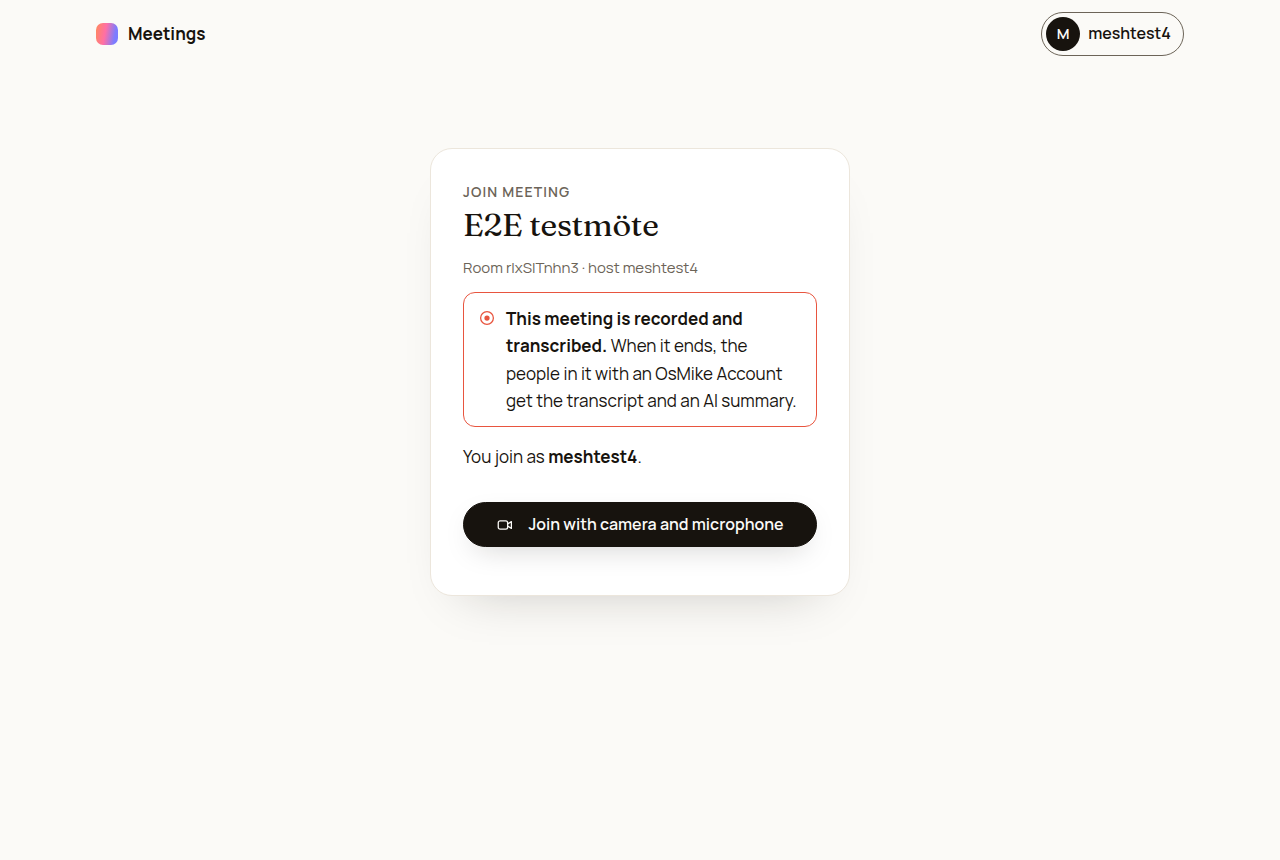 Meetings
M
meshtest4
JOIN MEETING
E2E testmöte
Room rlxSlTnhn3 · host meshtest4
This meeting is recorded and
transcribed. When it ends, the
people in it with an OsMike Account
get the transcript and an AI summary.
You join as meshtest4.
Join with camera and microphone